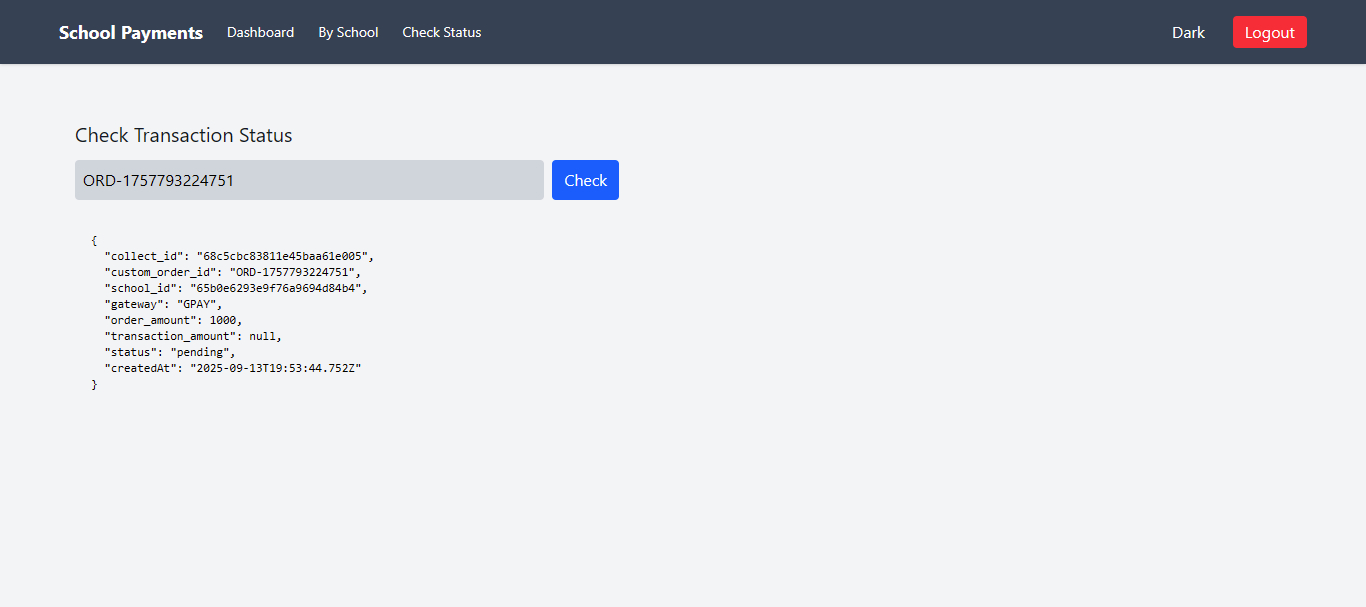 School Payments Dashboard By School Check Status Dark Logout
Check Transaction Status
ORD-1757793224751 Check
{
  "collect_id": "68c5cbc83811e45baa61e005",
  "custom_order_id": "ORD-1757793224751",
  "school_id": "65b0e6293e9f76a9694d84b4",
  "gateway": "GPAY",
  "order_amount": 1000,
  "transaction_amount": null,
  "status": "pending",
  "createdAt": "2025-09-13T19:53:44.752Z"
}